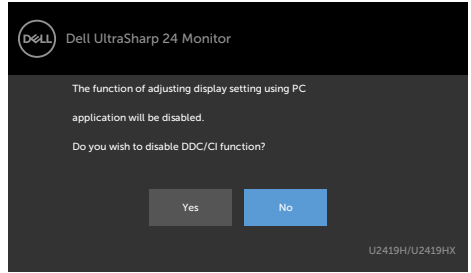 DELL
Dell UltraSharp 24 Monitor
The function of adjusting display setting using PC
application will be disabled.
Do you wish to disable DDC/CI function?
Yes
No
U2419H/U2419HX